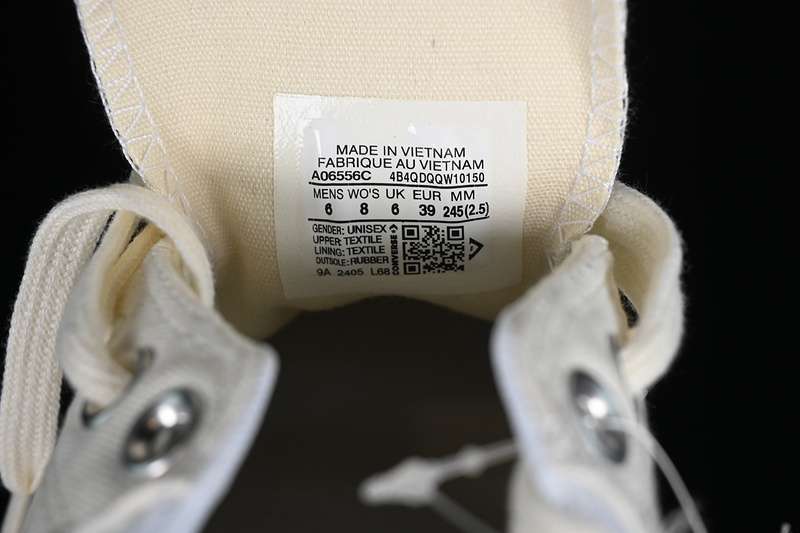 MADE IN VIETNAM
FABRIQUE AU VIETNAM
A06556C 4B4QDQQW10150
MENS WO'S UK EUR MM
6 8 6 39 245(2.5)
GENDER: UNISEX
UPPER: TEXTILE
LINING: TEXTILE
OUTSOLE: RUBBER
9A 2405 L68
CONVERSE